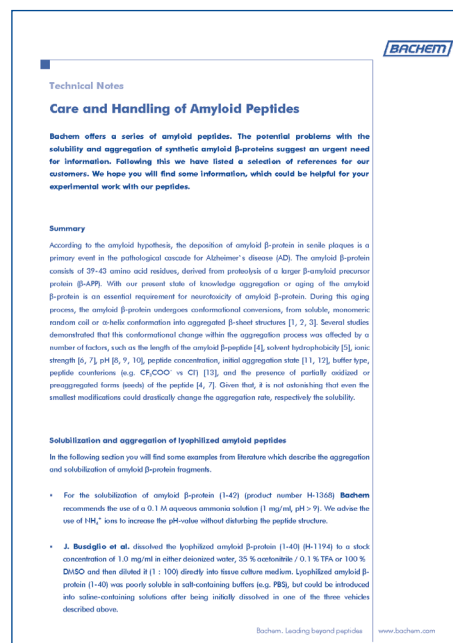 BACHEM
Technical Notes
Care and Handling of Amyloid Peptides
Bachem offers a series of amyloid peptides. The potential problems with the
solubility and aggregation of synthetic amyloid β-proteins suggest an urgent need
for information. Following this we have listed a selection of references for our
customers. We hope you will find some information, which could be helpful for your
experimental work with our peptides.
Summary
According to the amyloid hypothesis, the deposition of amyloid β-protein in senile plaques is a
primary event in the pathological cascade for Alzheimer`s disease (AD). The amyloid β-protein
consists of 39-43 amino acid residues, derived from proteolysis of a larger β-amyloid precursor
protein (β-APP). With our present state of knowledge aggregation or aging of the amyloid
β-protein is an essential requirement for neurotoxicity of amyloid β-protein. During this aging
process, the amyloid β-protein undergoes conformational conversions, from soluble, monomeric
random coil or α-helix conformation into aggregated β-sheet structures [1, 2, 3]. Several studies
demonstrated that this conformational change within the aggregation process was affected by a
number of factors, such as the length of the amyloid β-peptide [4], solvent hydrophobicity [5], ionic
strength [6, 7], pH [8, 9, 10], peptide concentration, initial aggregation state [11, 12], buffer type,
peptide counterions (e.g. CF₃COO⁻ vs Cl⁻) [13], and the presence of partially oxidized or
preaggregated forms (seeds) of the peptide [4, 7]. Given that, it is not astonishing that even the
smallest modifications could drastically change the aggregation rate, respectively the solubility.
Solubilization and aggregation of lyophilized amyloid peptides
In the following section you will find some examples from literature which describe the aggregation
and solubilization of amyloid β-protein fragments.
• For the solubilization of amyloid β-protein (1-42) (product number H-1368) Bachem
recommends the use of a 0.1 M aqueous ammonia solution (1 mg/ml, pH > 9). We advise the
use of NH₄⁺ ions to increase the pH-value without disturbing the peptide structure.
• J. Busciglio et al. dissolved the lyophilized amyloid β-protein (1-40) (H-1194) to a stock
concentration of 1.0 mg/ml in either deionized water, 35 % acetonitrile / 0.1 % TFA or 100 %
DMSO and then diluted it (1 : 100) directly into tissue culture medium. Lyophilized amyloid β-
protein (1-40) was poorly soluble in salt-containing buffers (e.g. PBS), but could be introduced
into saline-containing solutions after being initially dissolved in one of the three vehicles
described above.
Bachem. Leading beyond peptides www.bachem.com